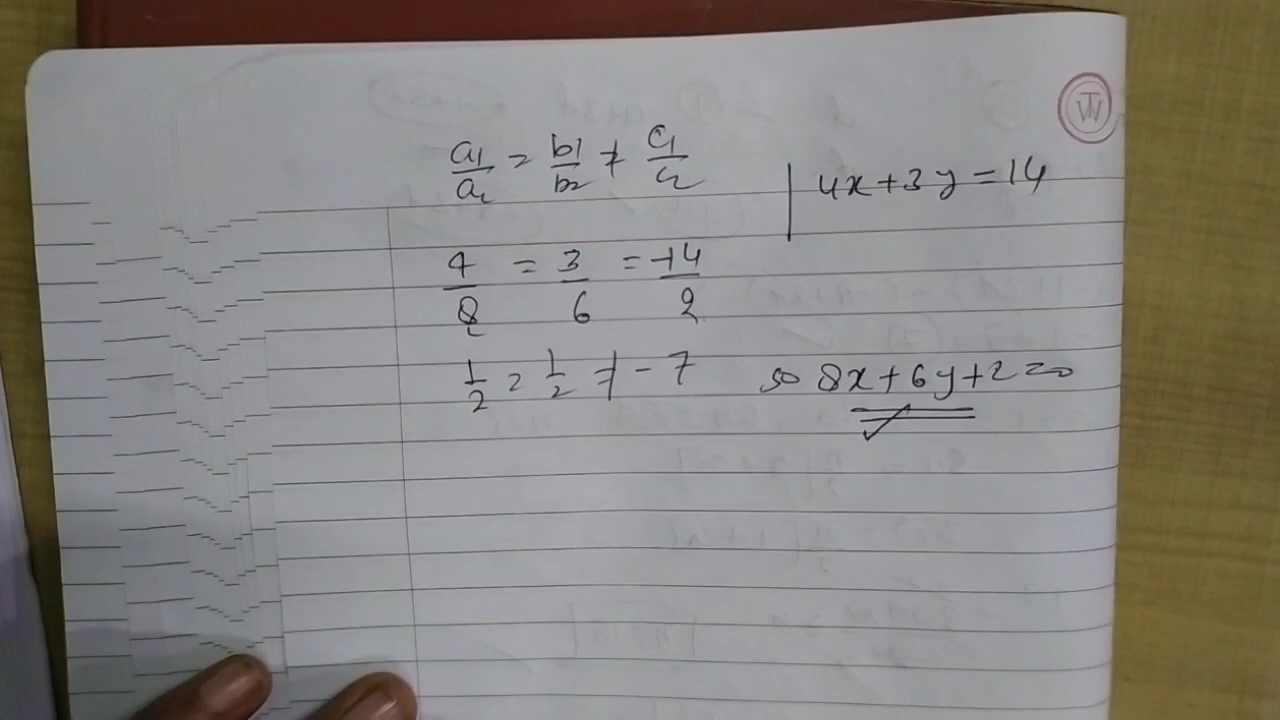 a1/a2 = b1/b2 ≠ c1/c2 | 4x+3y=14
4/8 = 3/6 = -14/2
1/2 = 1/2 ≠ -7 so 8x+6y+2=0